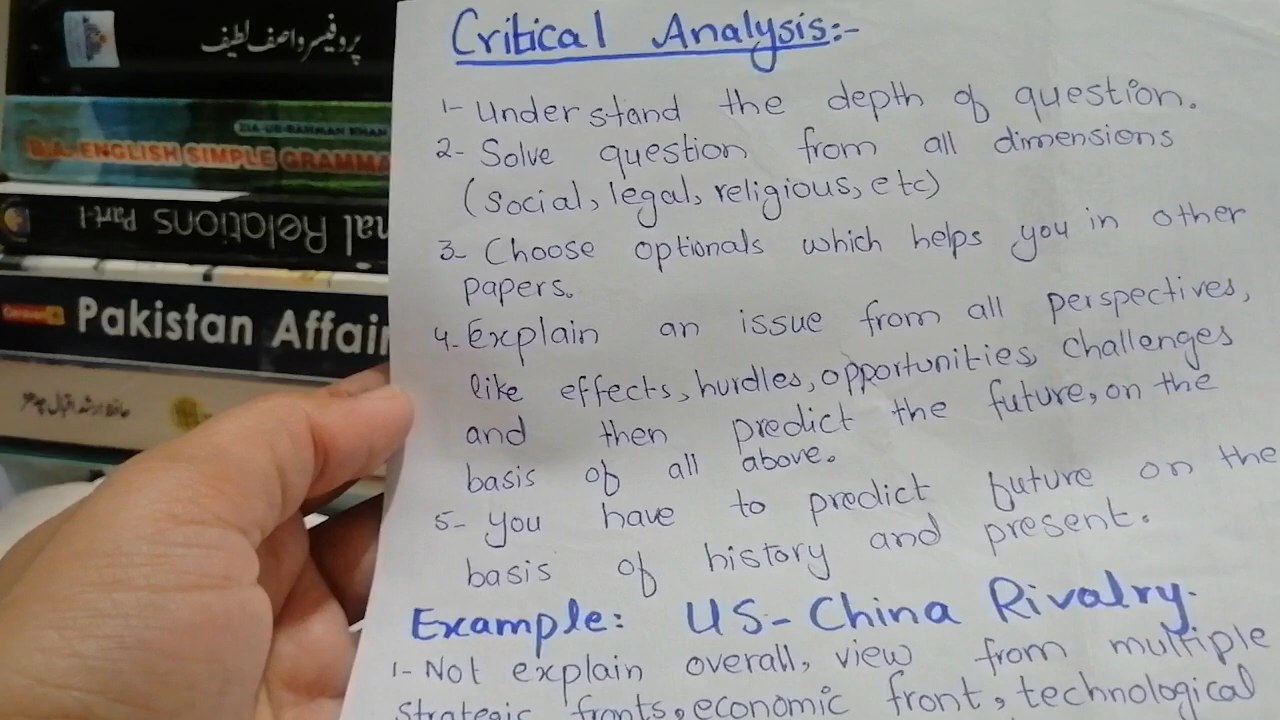 پروفیسر واصف لطیف
ZIA-UR-RAHMAN KHAN
B.A. ENGLISH SIMPLE GRAMMA
nal Relations Part-I
Pakistan Affair
Critical Analysis:-
1- Understand the depth of question.
2- Solve question from all dimensions
(social, legal, religious, etc)
3- Choose optionals which helps you in other
papers.
4- Explain an issue from all perspectives,
like effects, hurdles, opportunities, challenges
and then predict the future, on the
basis of all above.
5- You have to predict future on the
basis of history and present.
Example: US-China Rivalry.
1- Not explain overall, view from multiple
Strategic fronts, economic front, technological